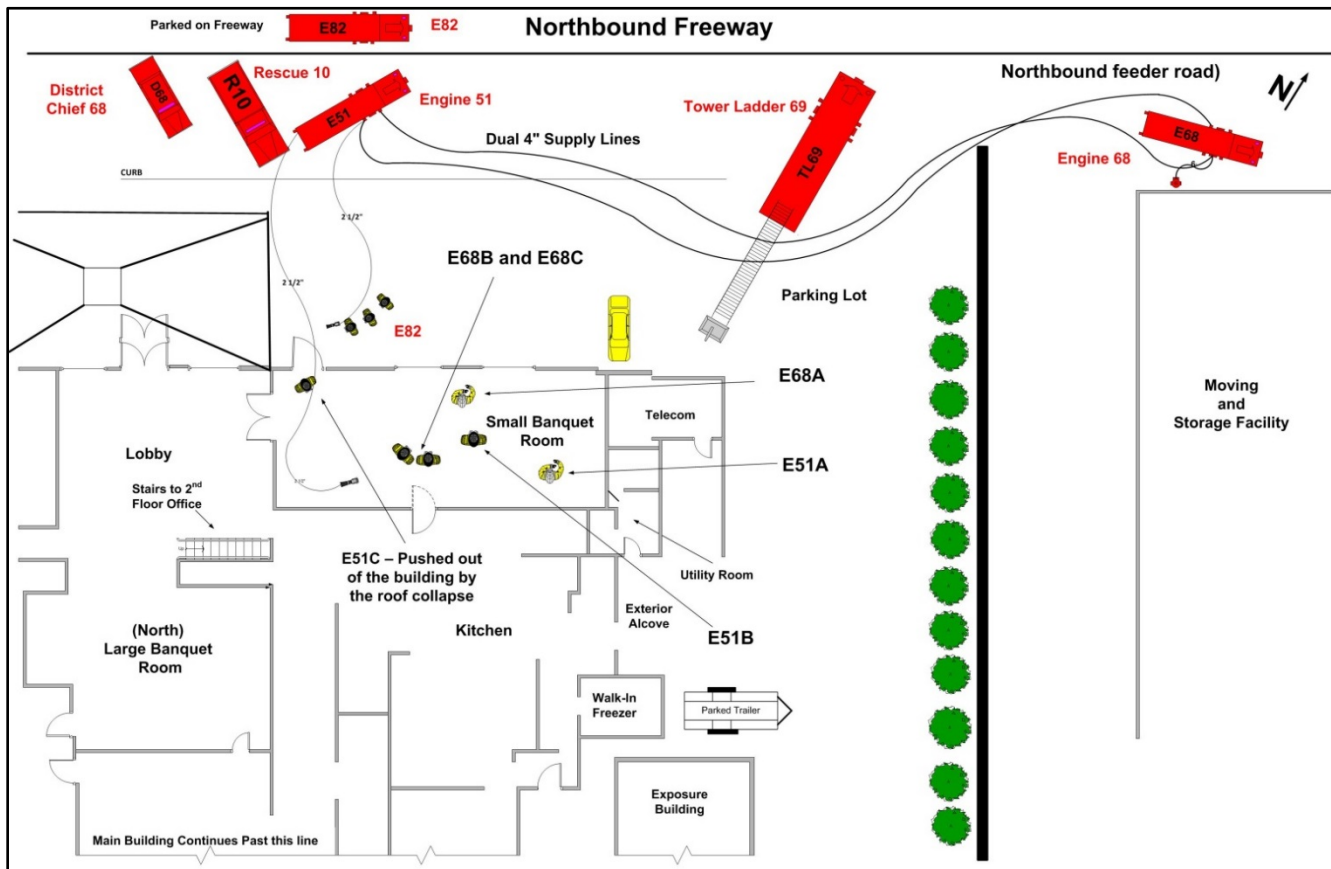 Parked on Freeway
E82
E82
Northbound Freeway
Northbound feeder road)
N
District
Chief 68
D68
R10
Rescue 10
E51
Engine 51
Tower Ladder 69
TL69
Dual 4" Supply Lines
E68
Engine 68
CURB
2 1/2"
2 1/2"
E68B and E68C
E82
Parking Lot
E68A
Small Banquet
Room
Telecom
Moving
and
Storage Facility
Lobby
E51A
Stairs to 2nd
Floor Office
E51C – Pushed out
of the building by
the roof collapse
Utility Room
Kitchen
Exterior
Alcove
E51B
(North)
Large Banquet
Room
Walk-In
Freezer
Parked Trailer
Exposure
Building
Main Building Continues Past this line